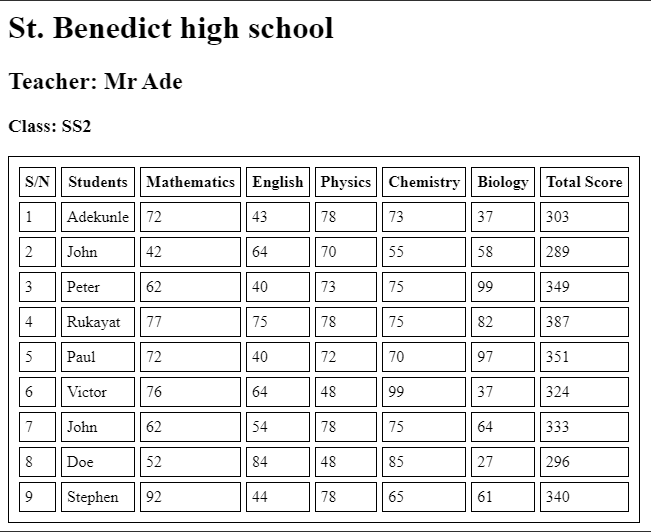 St. Benedict high school
Teacher: Mr Ade
Class: SS2
S/N Students Mathematics English Physics Chemistry Biology Total Score
1 Adekunle 72 43 78 73 37 303
2 John 42 64 70 55 58 289
3 Peter 62 40 73 75 99 349
4 Rukayat 77 75 78 75 82 387
5 Paul 72 40 72 70 97 351
6 Victor 76 64 48 99 37 324
7 John 62 54 78 75 64 333
8 Doe 52 84 48 85 27 296
9 Stephen 92 44 78 65 61 340